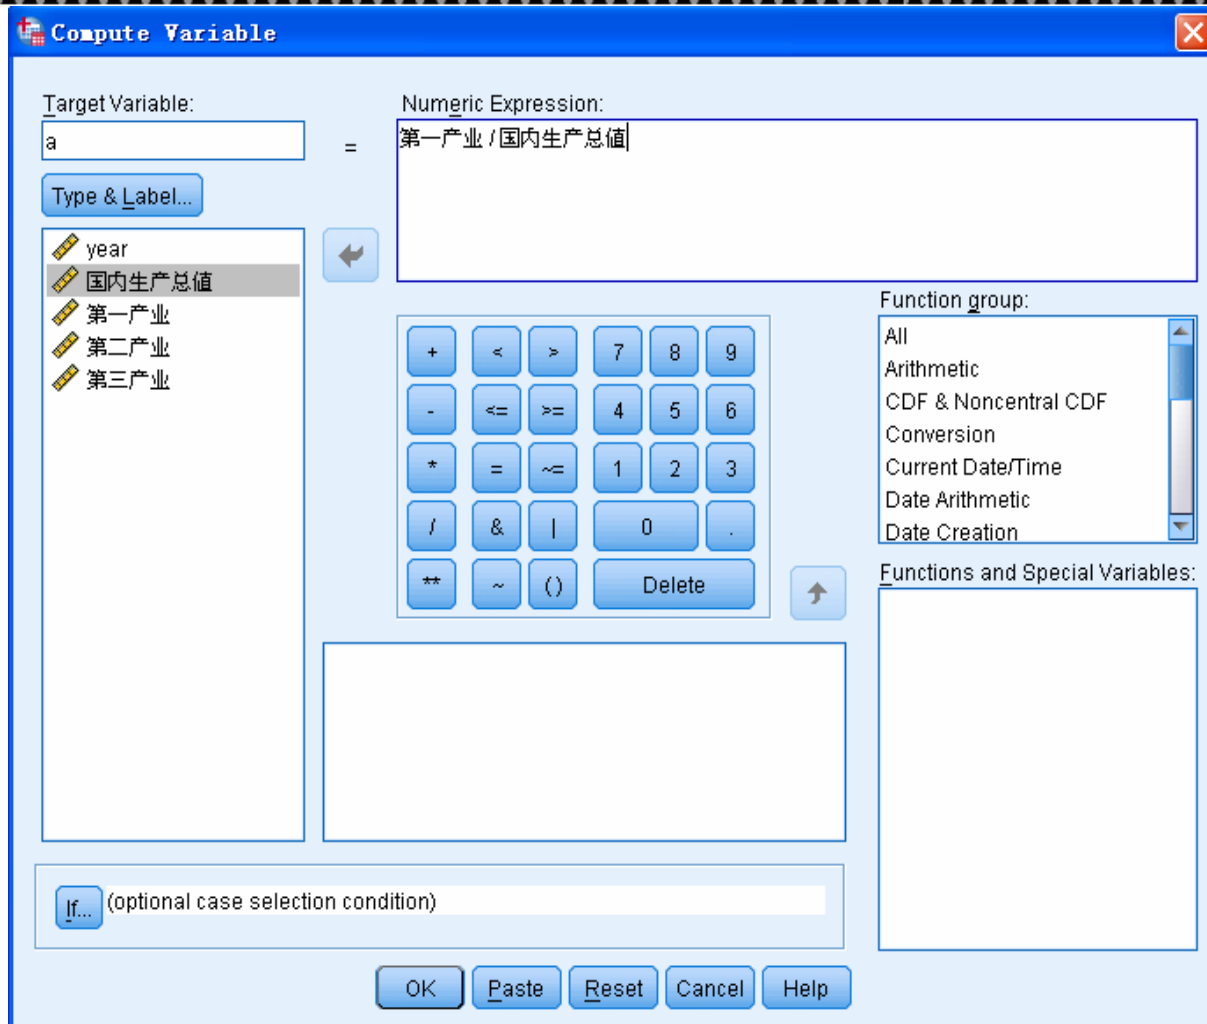 Compute Variable
Target Variable:
a
=
Numeric Expression:
第一产业 / 国内生产总值
Type & Label...
year
国内生产总值
第一产业
第二产业
第三产业
+ < > 7 8 9
- <= >= 4 5 6
* = ~= 1 2 3
/ & | 0 .
** ~ () Delete
Function group:
All
Arithmetic
CDF & Noncentral CDF
Conversion
Current Date/Time
Date Arithmetic
Date Creation
Functions and Special Variables:
If... (optional case selection condition)
OK Paste Reset Cancel Help